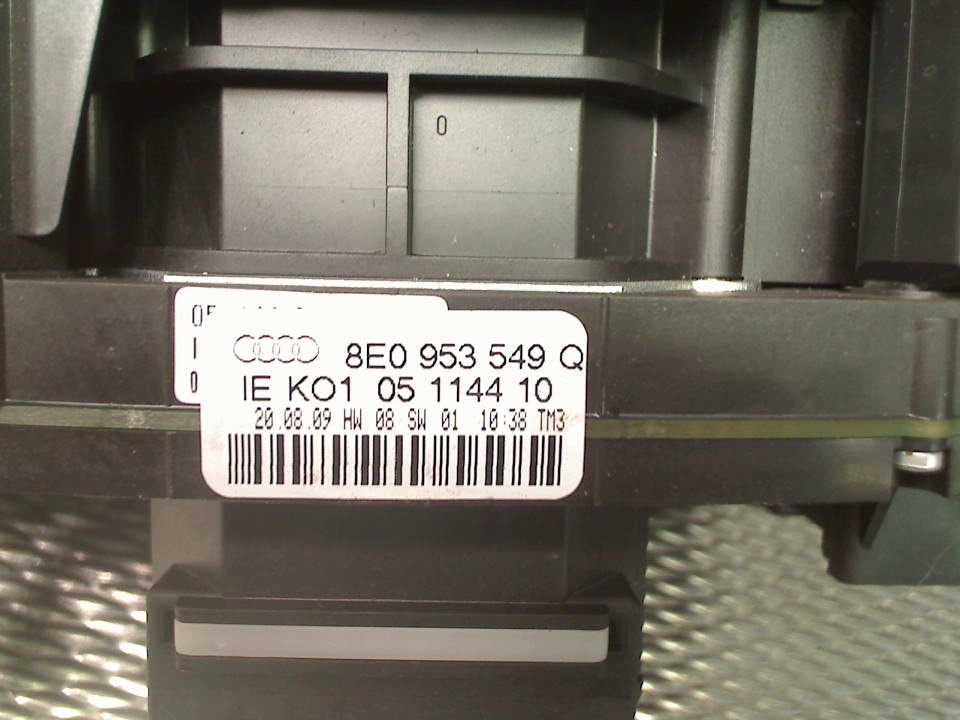 0
8E0 953 549 Q
IE KO1 05 1144 10
20.08.09 HW 08 SW 01 10:38 TM3